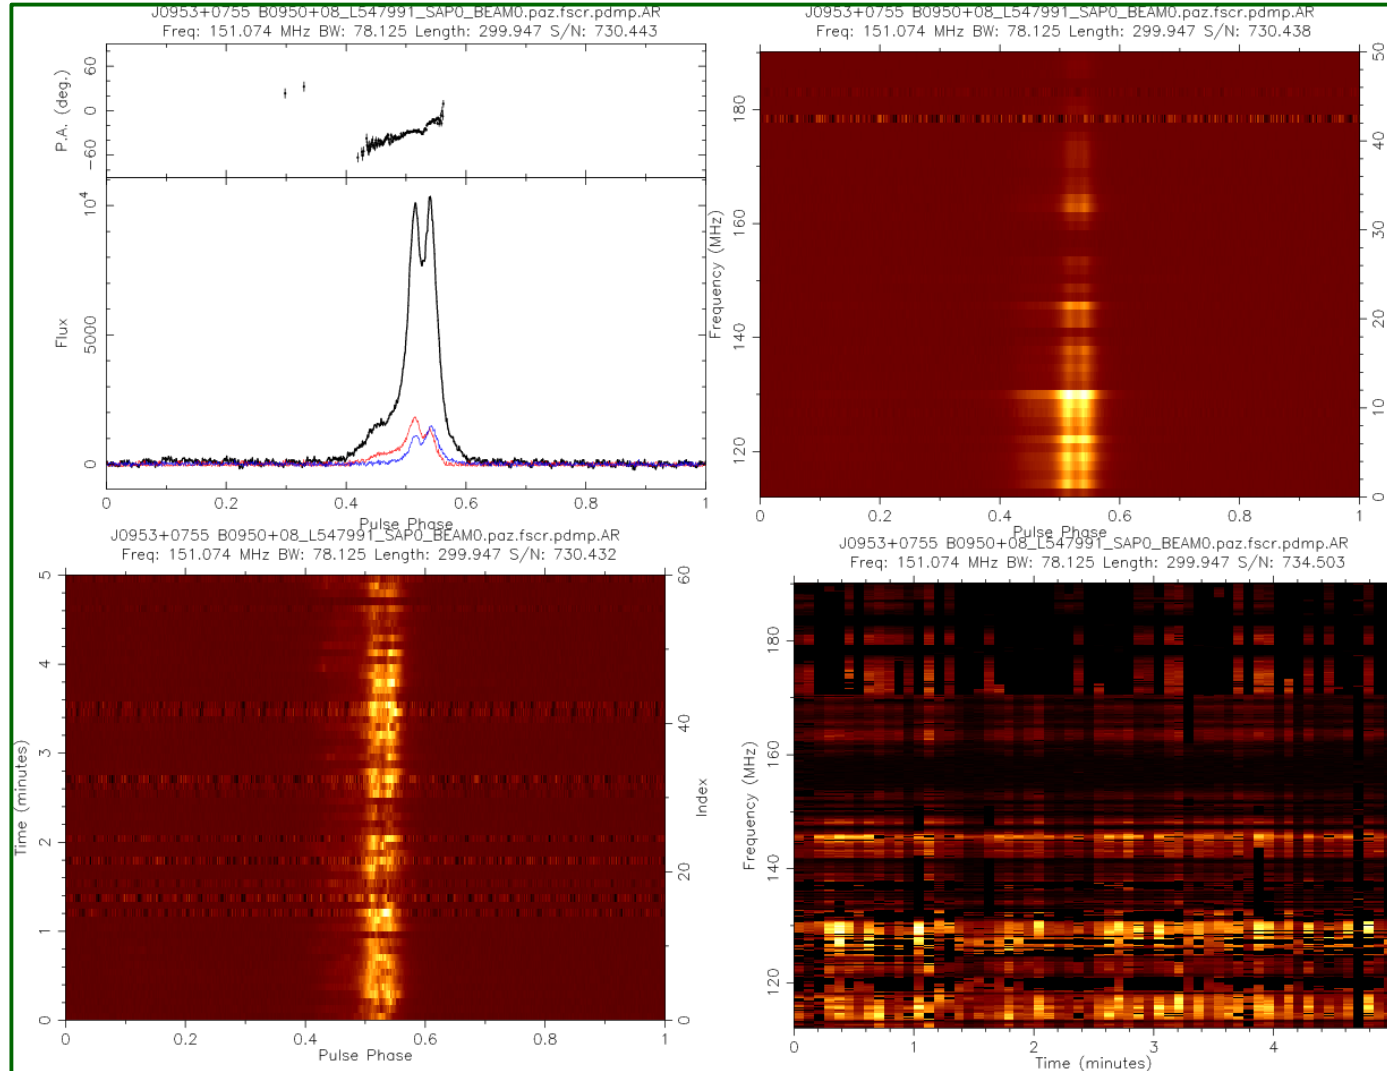 J0953+0755 B0950+08_L547991_SAP0_BEAM0.paz.fscr.pdmp.AR
Freq: 151.074 MHz BW: 78.125 Length: 299.947 S/N: 730.443
P.A. (deg.)
60
0
−60
Flux
10^4
5000
0
0 0.2 0.4 0.6 0.8 1
Pulse Phase
J0953+0755 B0950+08_L547991_SAP0_BEAM0.paz.fscr.pdmp.AR
Freq: 151.074 MHz BW: 78.125 Length: 299.947 S/N: 730.438
Frequency (MHz)
180
160
140
120
50
40
30
20
10
0
0 0.2 0.4 0.6 0.8 1
Pulse Phase
J0953+0755 B0950+08_L547991_SAP0_BEAM0.paz.fscr.pdmp.AR
Freq: 151.074 MHz BW: 78.125 Length: 299.947 S/N: 730.432
Time (minutes)
5
4
3
2
1
0
Index
60
40
20
0
0 0.2 0.4 0.6 0.8 1
Pulse Phase
J0953+0755 B0950+08_L547991_SAP0_BEAM0.paz.fscr.pdmp.AR
Freq: 151.074 MHz BW: 78.125 Length: 299.947 S/N: 734.503
Frequency (MHz)
180
160
140
120
0 1 2 3 4
Time (minutes)